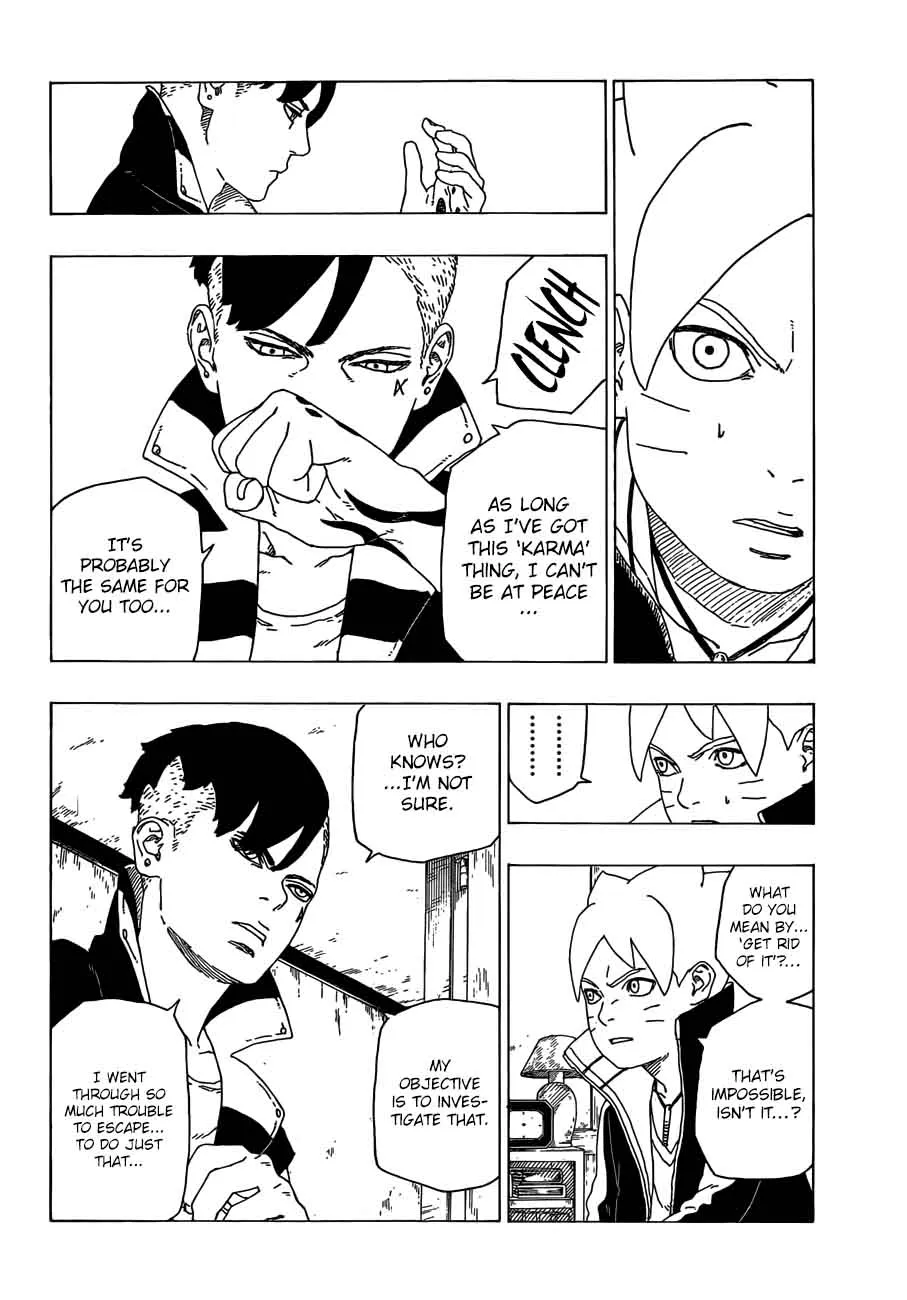 CLENCH
AS LONG
AS I'VE GOT
THIS 'KARMA'
THING, I CAN'T
BE AT PEACE
...
IT'S
PROBABLY
THE SAME FOR
YOU TOO...
..........
..........
WHAT
DO YOU
MEAN BY...
'GET RID
OF IT'?...
THAT'S
IMPOSSIBLE,
ISN'T IT...?
WHO
KNOWS?
...I'M NOT
SURE.
MY
OBJECTIVE
IS TO INVES-
TIGATE THAT.
I WENT
THROUGH SO
MUCH TROUBLE
TO ESCAPE...
TO DO JUST
THAT...